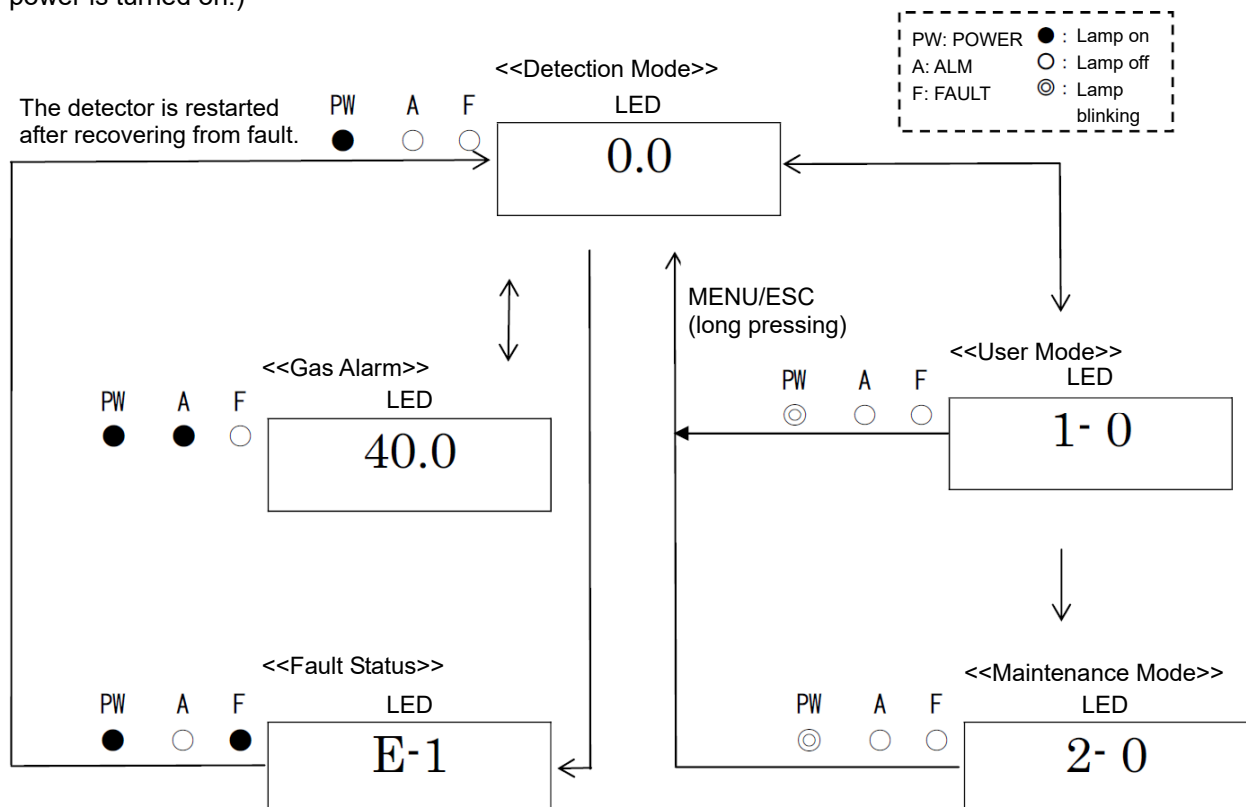 power is turned on.)
PW: POWER ● : Lamp on
A: ALM ○ : Lamp off
F: FAULT ◎ : Lamp
blinking
<<Detection Mode>>
The detector is restarted
after recovering from fault.
PW A F
LED
0.0
MENU/ESC
(long pressing)
<<Gas Alarm>>
PW A F
LED
40.0
<<User Mode>>
PW A F
LED
1- 0
<<Fault Status>>
PW A F
LED
E-1
<<Maintenance Mode>>
PW A F
LED
2- 0